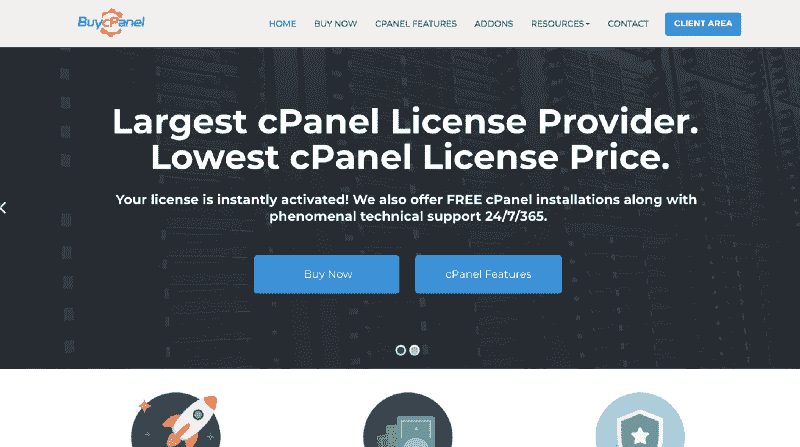 BuycPanel
HOME
BUY NOW
CPANEL FEATURES
ADDONS
RESOURCES
CONTACT
CLIENT AREA
Largest cPanel License Provider.
Lowest cPanel License Price.
Your license is instantly activated! We also offer FREE cPanel installations along with
phenomenal technical support 24/7/365.
Buy Now
cPanel Features